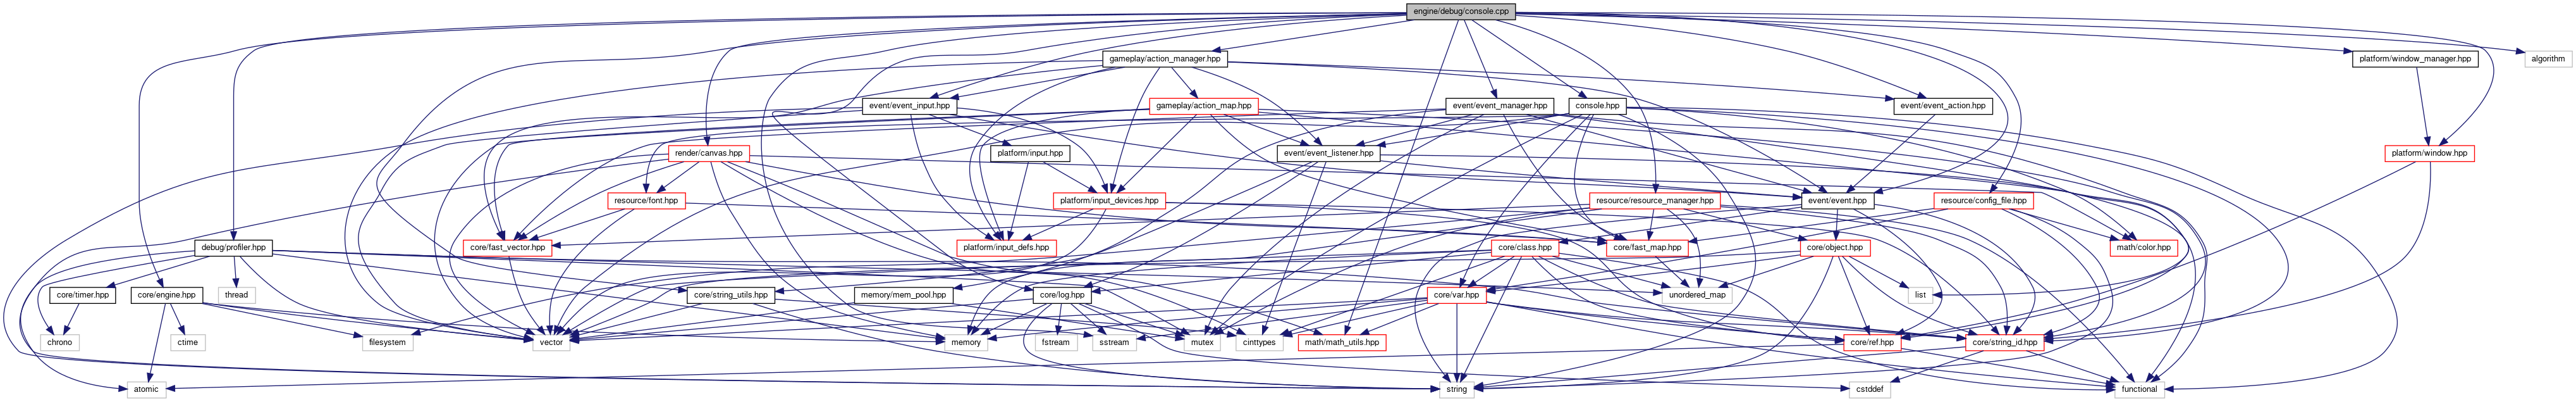 engine/debug/console.cpp
gameplay/action_manager.hpp
platform/window_manager.hpp
algorithm
event/event_input.hpp
gameplay/action_map.hpp
event/event_manager.hpp
console.hpp
event/event_action.hpp
render/canvas.hpp
platform/input.hpp
event/event_listener.hpp
platform/window.hpp
resource/font.hpp
platform/input_devices.hpp
resource/resource_manager.hpp
event/event.hpp
resource/config_file.hpp
debug/profiler.hpp
core/fast_vector.hpp
platform/input_defs.hpp
core/class.hpp
core/fast_map.hpp
core/object.hpp
math/color.hpp
core/timer.hpp
thread
core/engine.hpp
core/string_utils.hpp
memory/mem_pool.hpp
core/log.hpp
core/var.hpp
unordered_map
list
chrono
ctime
filesystem
vector
memory
fstream
sstream
mutex
cinttypes
math/math_utils.hpp
core/ref.hpp
core/string_id.hpp
atomic
string
cstddef
functional